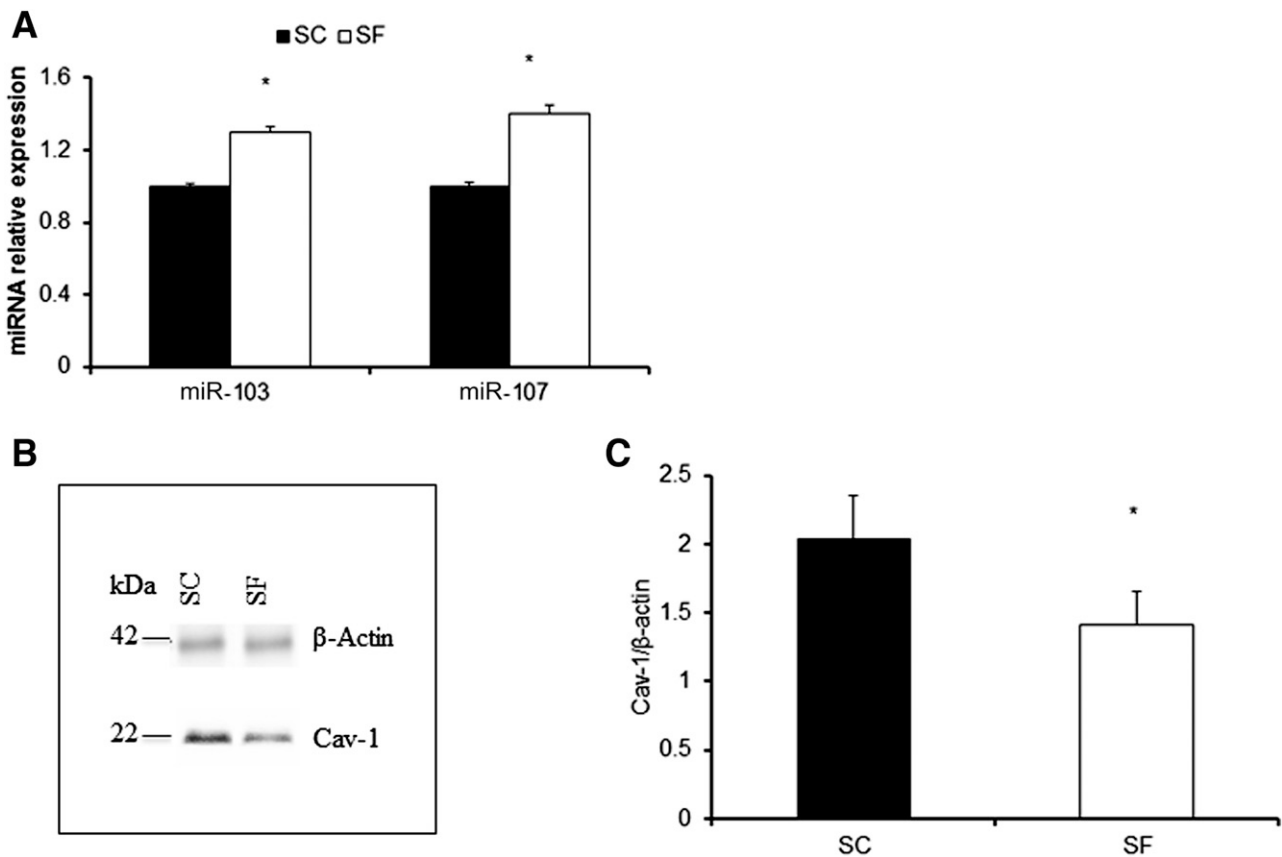 A
SC SF
miRNA relative expression
1.6
*
*
1.2
0.8
0.4
0
miR-103 miR-107
B
kDa SC SF
42 β-Actin
22 Cav-1
C
Cav-1/β-actin
2.5
*
2
1.5
1
0.5
0
SC SF